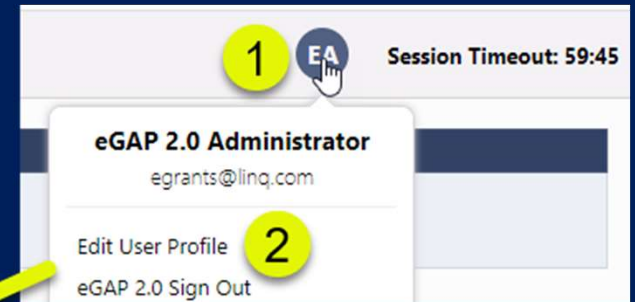 1
EA
Session Timeout: 59:45
eGAP 2.0 Administrator
egrants@linq.com
Edit User Profile
2
eGAP 2.0 Sign Out